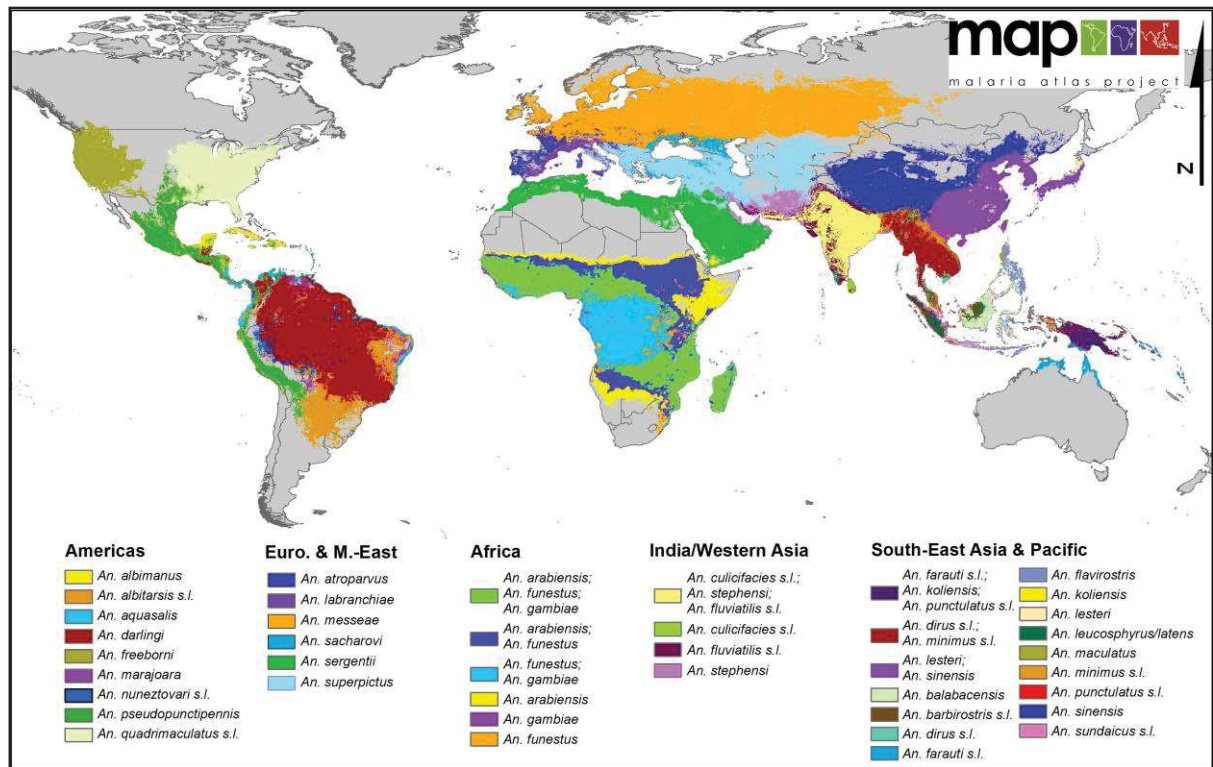 map
malaria atlas project
N
Americas
An. albimanus
An. albitarsis s.l.
An. aquasalis
An. darlingi
An. freeborni
An. marajoara
An. nuneztovari s.l.
An. pseudopunctipennis
An. quadrimaculatus s.l.
Euro. & M.-East
An. atroparvus
An. labranchiae
An. messeae
An. sacharovi
An. sergentii
An. superpictus
Africa
An. arabiensis;
An. funestus;
An. gambiae
An. arabiensis;
An. funestus
An. funestus;
An. gambiae
An. arabiensis
An. gambiae
An. funestus
India/Western Asia
An. culicifacies s.l.;
An. stephensi;
An. fluviatilis s.l.
An. culicifacies s.l.
An. fluviatilis s.l.
An. stephensi
South-East Asia & Pacific
An. farauti s.l.;
An. koliensis;
An. punctulatus s.l.
An. dirus s.l.;
An. minimus s.l.
An. lesteri;
An. sinensis
An. balabacensis
An. barbirostris s.l.
An. dirus s.l.
An. farauti s.l.
An. flavirostris
An. koliensis
An. lesteri
An. leucosphyrus/latens
An. maculatus
An. minimus s.l.
An. punctulatus s.l.
An. sinensis
An. sundaicus s.l.